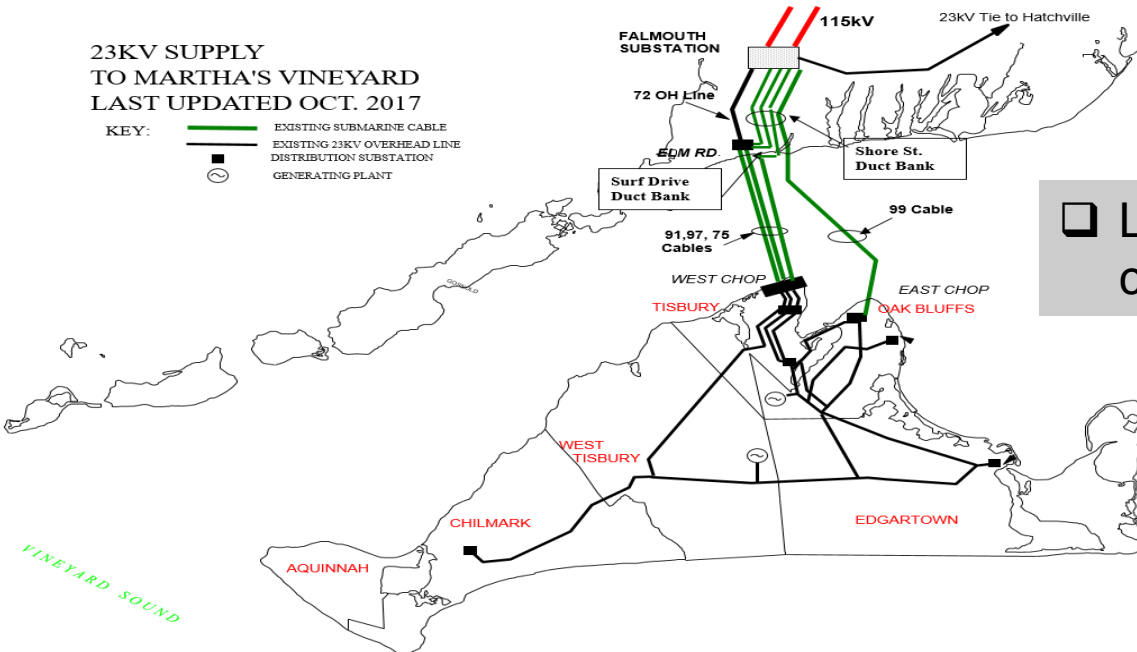 23KV SUPPLY
TO MARTHA'S VINEYARD
LAST UPDATED OCT. 2017
KEY:
EXISTING SUBMARINE CABLE
EXISTING 23KV OVERHEAD LINE
DISTRIBUTION SUBSTATION
GENERATING PLANT
115kV
23kV Tie to Hatchville
FALMOUTH
SUBSTATION
72 OH Line
ELM RD.
Shore St.
Duct Bank
Surf Drive
Duct Bank
99 Cable
91,97, 75
Cables
WEST CHOP
EAST CHOP
TISBURY
OAK BLUFFS
GOSNOLD
WEST
TISBURY
CHILMARK
EDGARTOWN
AQUINNAH
VINEYARD SOUND
L